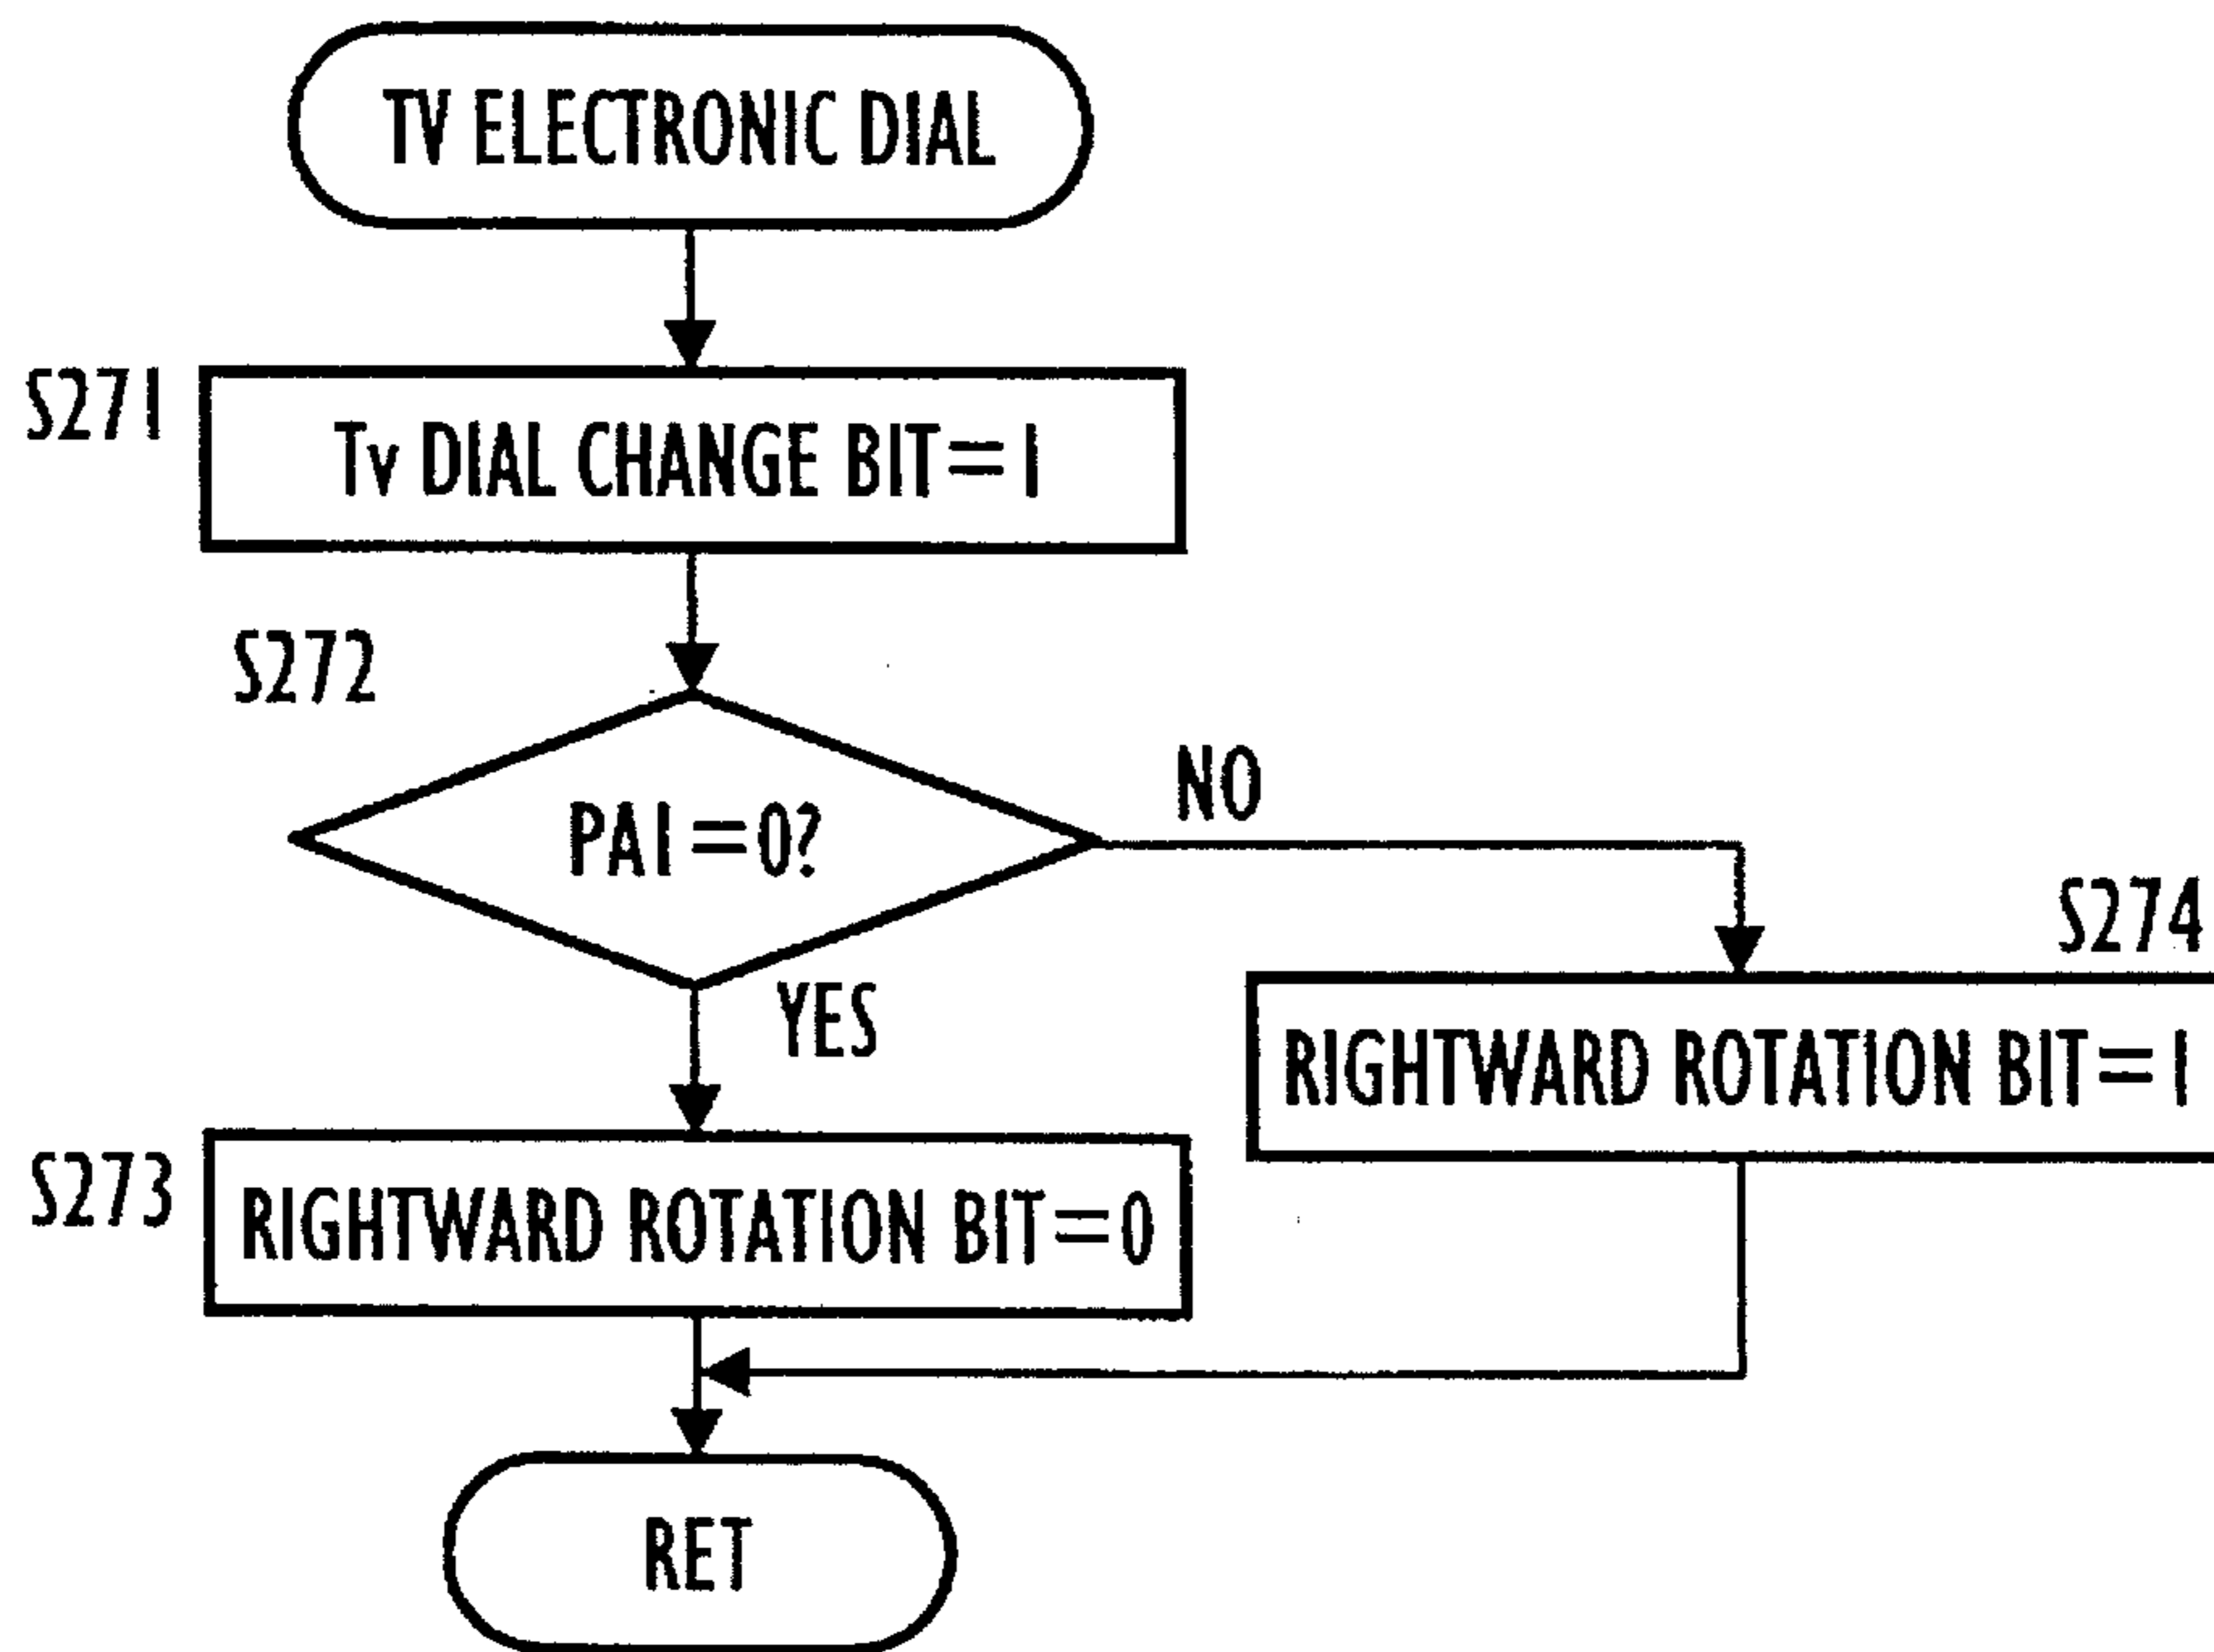 TV ELECTRONIC DIAL
S271
Tv DIAL CHANGE BIT=1
S272
PA1=0?
NO
YES
S274
RIGHTWARD ROTATION BIT=1
S273
RIGHTWARD ROTATION BIT=0
RET